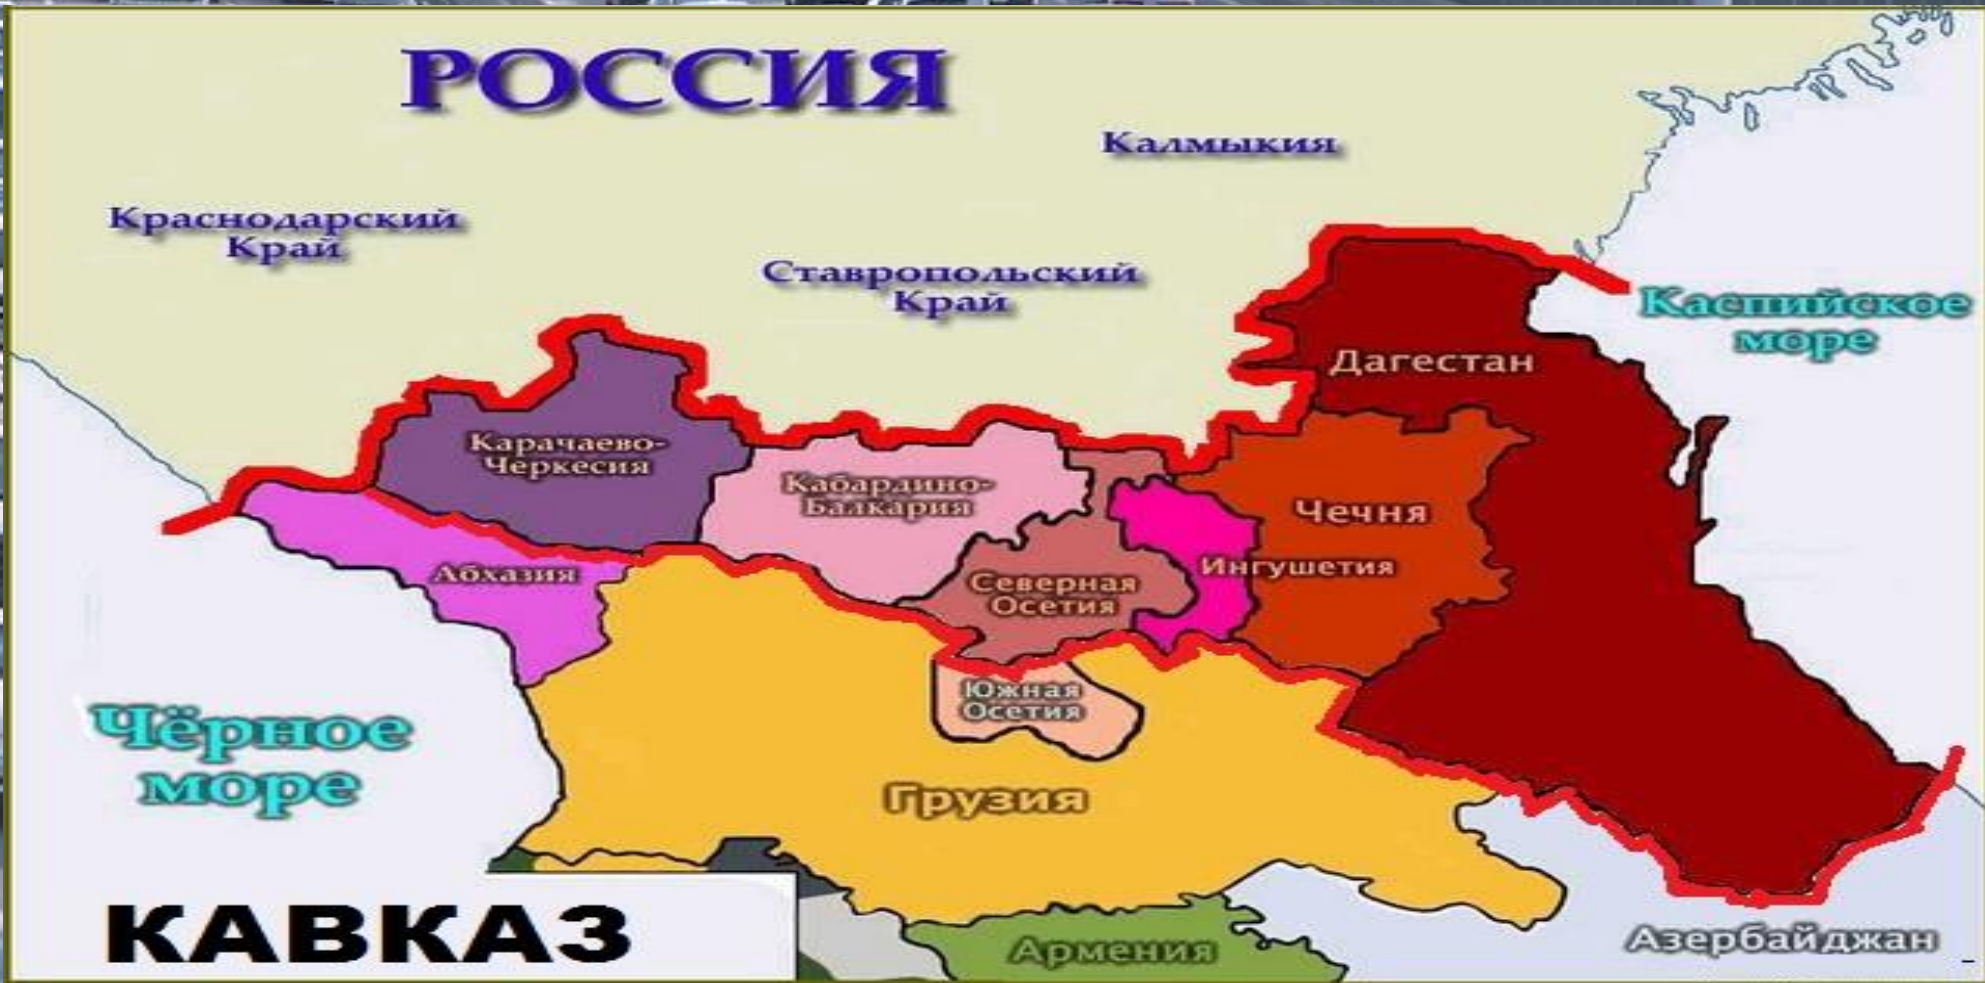 РОССИЯ
Калмыкия
Краснодарский
Край
Ставропольский
Край
Каспийское
море
Дагестан
Карачаево-
Черкесия
Кабардино-
Балкария
Чечня
Ингушетия
Абхазия
Северная
Осетия
Южная
Осетия
Чёрное
море
Грузия
КАВКАЗ
Армения
Азербайджан